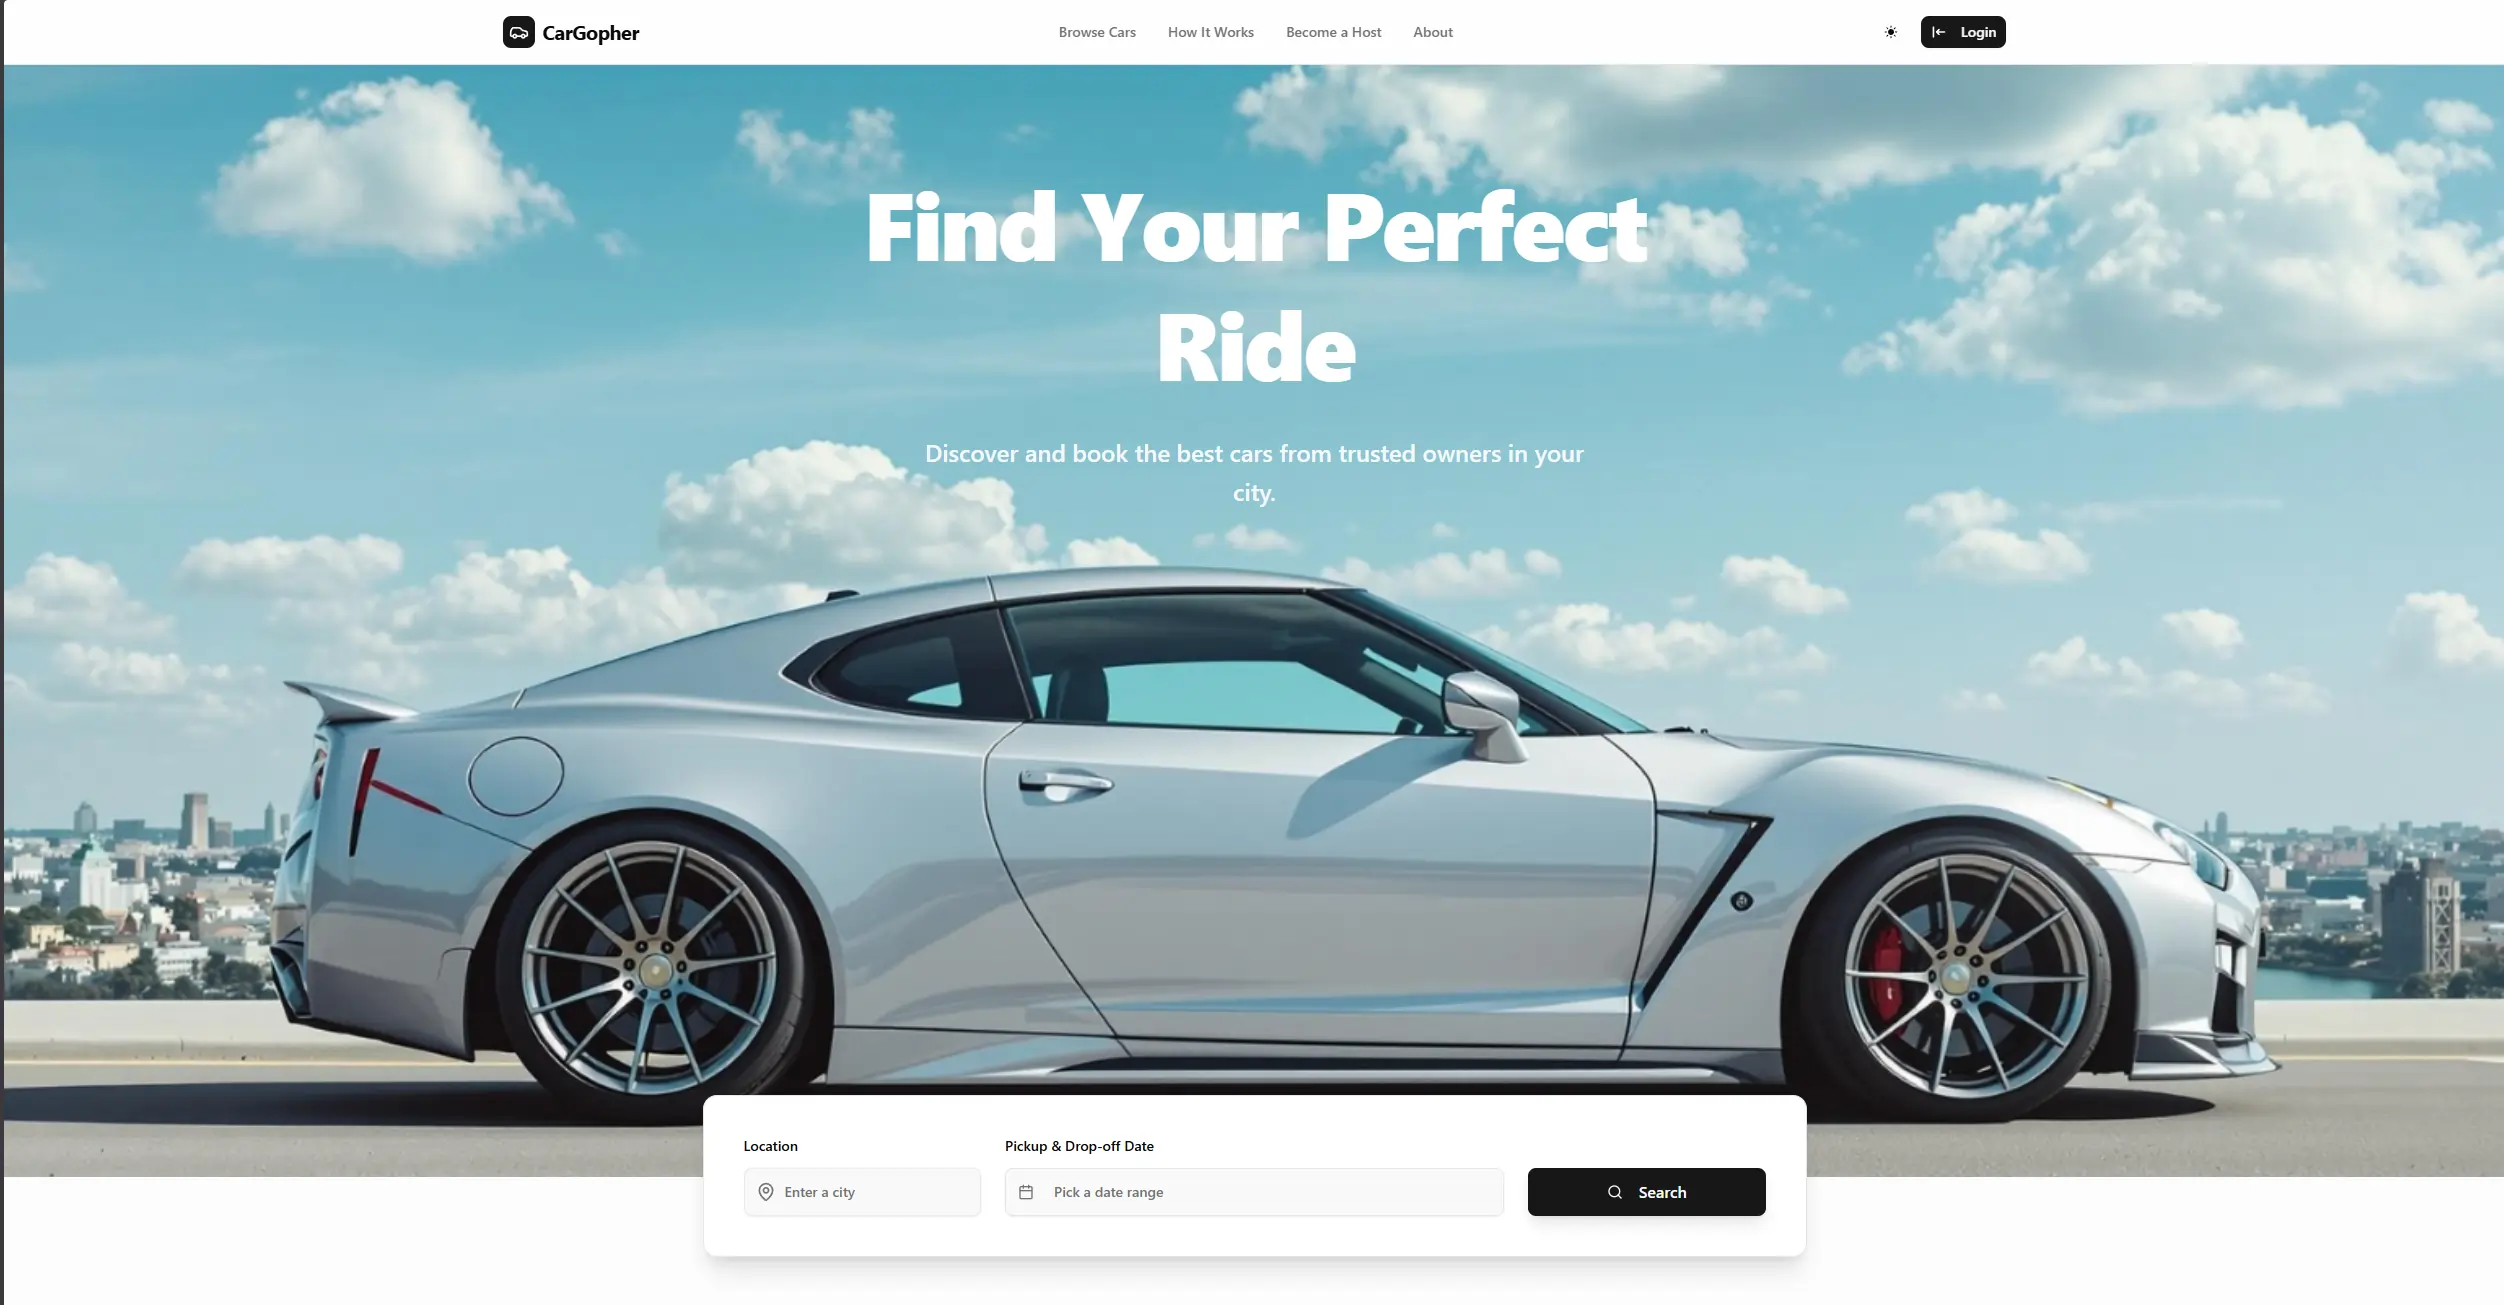 CarGopher
Browse Cars
How It Works
Become a Host
About
Login
Find Your Perfect
Ride
Discover and book the best cars from trusted owners in your
city.
Location
Pickup & Drop-off Date
Enter a city
Pick a date range
Search